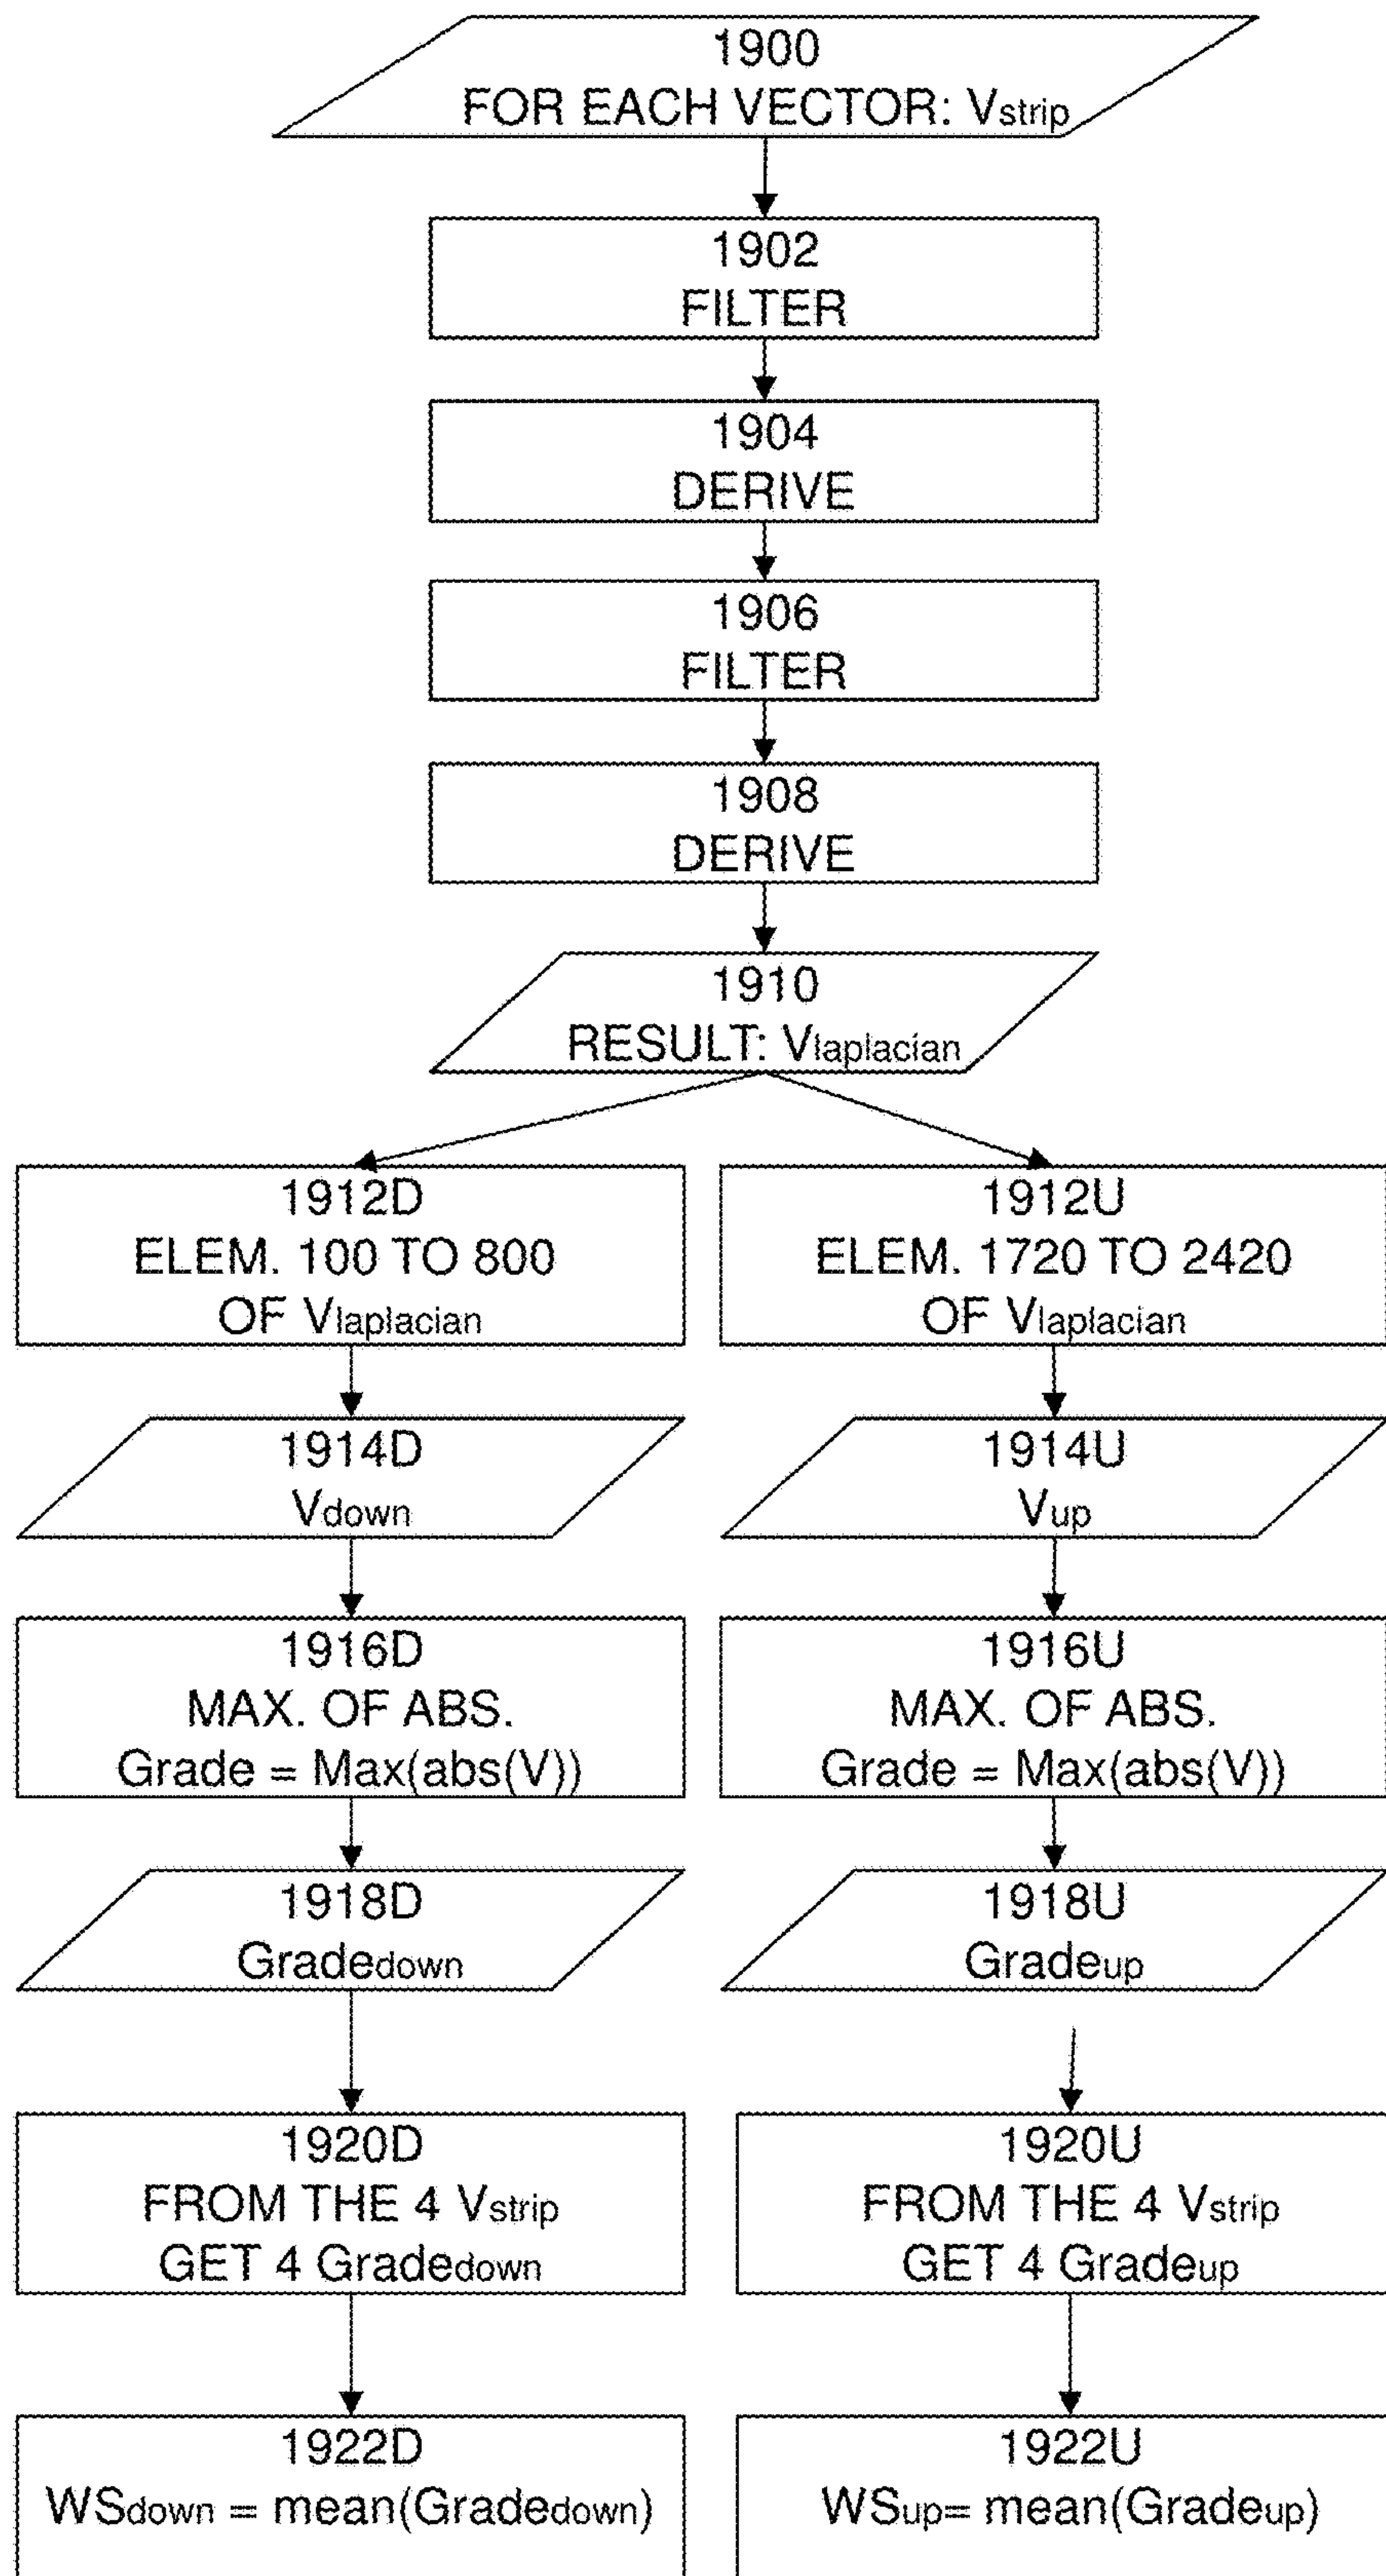 1900
FOR EACH VECTOR: Vstrip
1902
FILTER
1904
DERIVE
1906
FILTER
1908
DERIVE
1910
RESULT: Vlaplacian
1912D
ELEM. 100 TO 800
OF Vlaplacian
1912U
ELEM. 1720 TO 2420
OF Vlaplacian
1914D
Vdown
1914U
Vup
1916D
MAX. OF ABS.
Grade = Max(abs(V))
1916U
MAX. OF ABS.
Grade = Max(abs(V))
1918D
Gradedown
1918U
Gradeup
1920D
FROM THE 4 Vstrip
GET 4 Gradedown
1920U
FROM THE 4 Vstrip
GET 4 Gradeup
1922D
WSdown = mean(Gradedown)
1922U
WSup= mean(Gradeup)